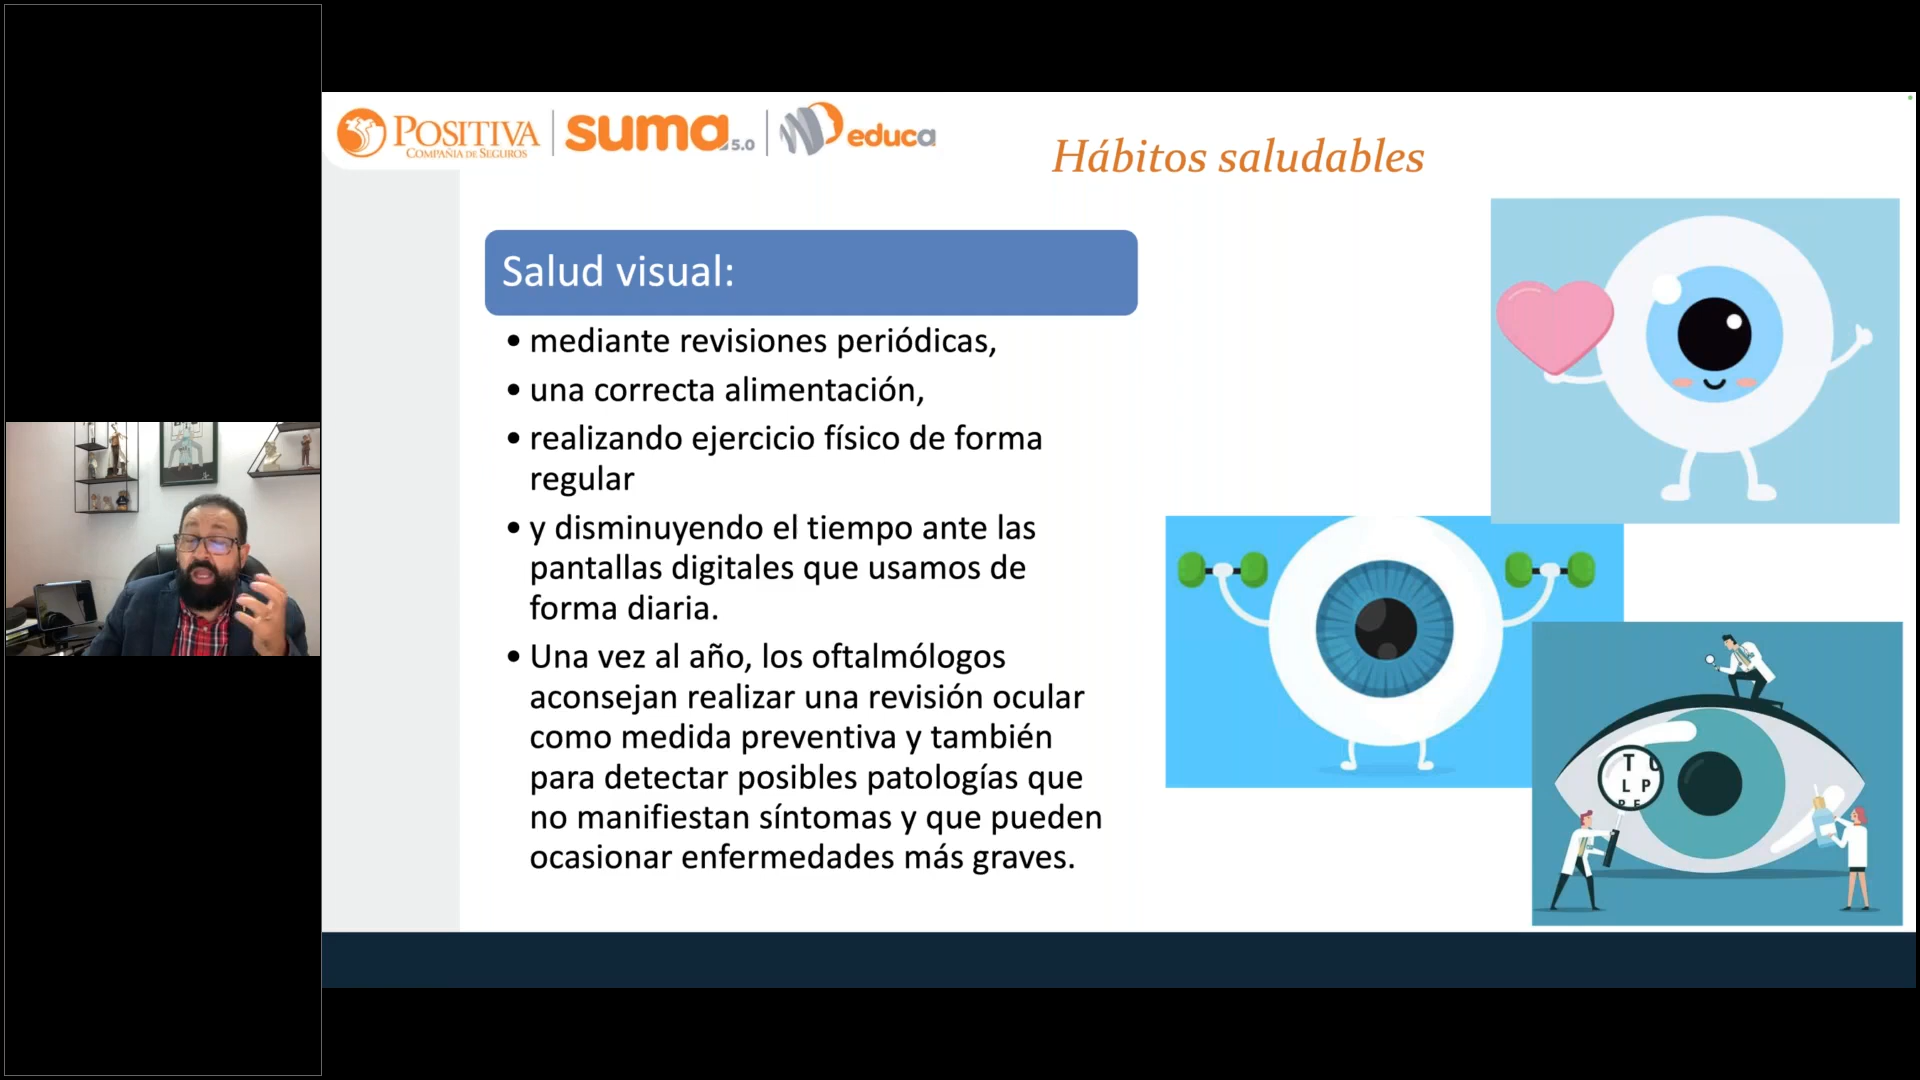 POSITIVA
COMPAÑIA DE SEGUROS
suma 5.0
educa
Hábitos saludables
Salud visual:
• mediante revisiones periódicas,
• una correcta alimentación,
• realizando ejercicio físico de forma
regular
• y disminuyendo el tiempo ante las
pantallas digitales que usamos de
forma diaria.
• Una vez al año, los oftalmólogos
aconsejan realizar una revisión ocular
como medida preventiva y también
para detectar posibles patologías que
no manifiestan síntomas y que pueden
ocasionar enfermedades más graves.
T
L P